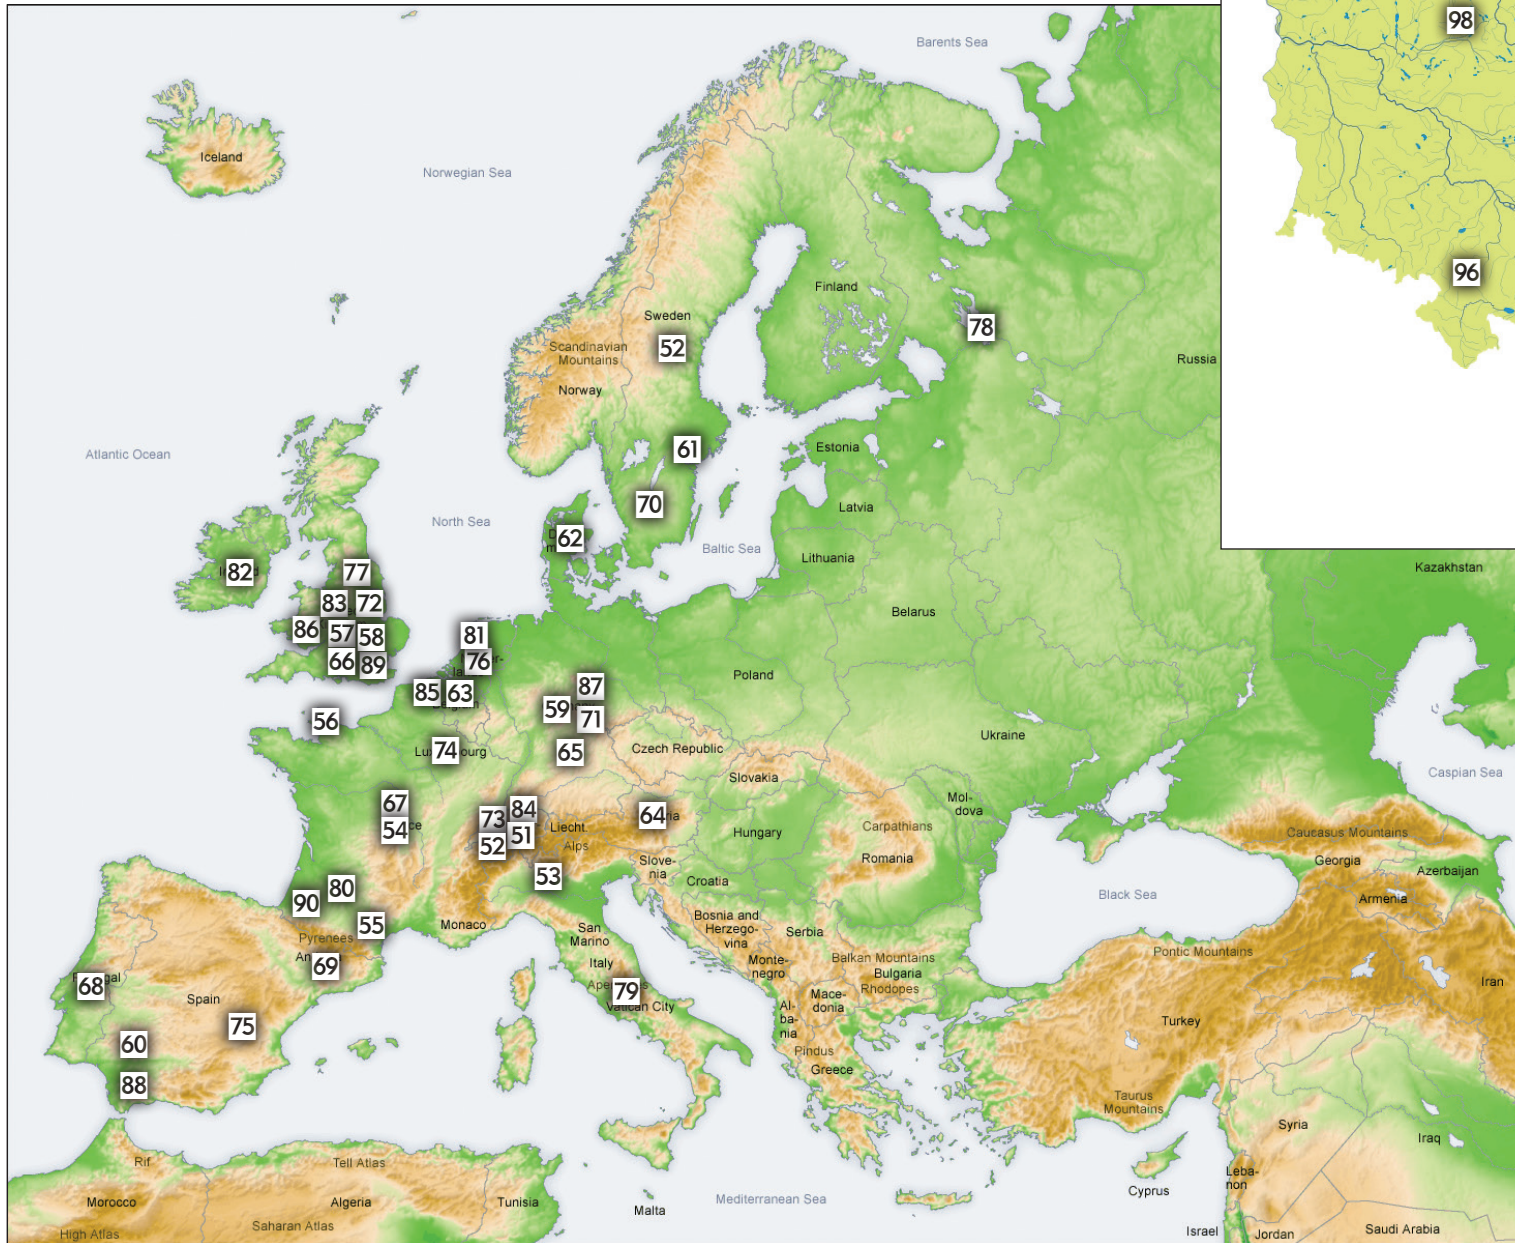 Barents Sea
98
Iceland
Norwegian Sea
96
Finland
Sweden
78
52
Scandinavian
Mountains
Russia
Norway
Atlantic Ocean
61
Estonia
70
Latvia
North Sea
62
Baltic Sea
Lithuania
Kazakhstan
82
77
83
72
Belarus
86
57
58
81
66
89
76
Poland
85
63
87
59
71
56
Ukraine
74
65
Czech Republic
Slovakia
Caspian Sea
67
54
73
84
64
Mol-
dova
52
51
Liecht.
Alps
Hungary
Carpathians
Romania
Caucasus Mountains
Georgia
Azerbaijan
Slove-
nia
53
Croatia
80
90
Black Sea
Armenia
55
Monaco
Bosnia and
Herzego-
vina
Serbia
Pyrenees
San
Marino
69
Italy
Monte-
negro
Balkan Mountains
Bulgaria
Rhodopes
Pontic Mountains
Iran
68
Spain
79
Vatican City
Mace-
donia
Al-
ba-
nia
75
Turkey
60
Pindus
Greece
88
Taurus
Mountains
Syria
Iraq
Rif
Tell Atlas
Leba-
non
Morocco
Algeria
Tunisia
Malta
Mediterranean Sea
Cyprus
High Atlas
Saharan Atlas
Israel
Jordan
Saudi Arabia